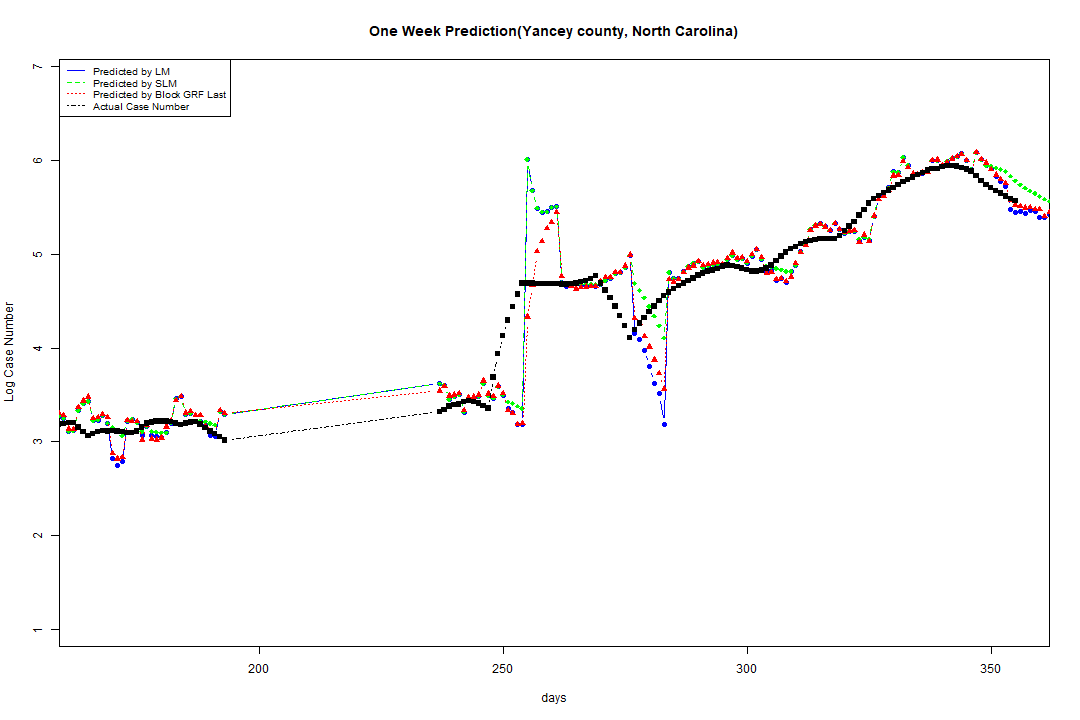 One Week Prediction(Yancey county, North Carolina)
Predicted by LM
Predicted by SLM
Predicted by Block GRF Last
Actual Case Number
Log Case Number
7
6
5
4
3
2
1
200
250
300
350
days